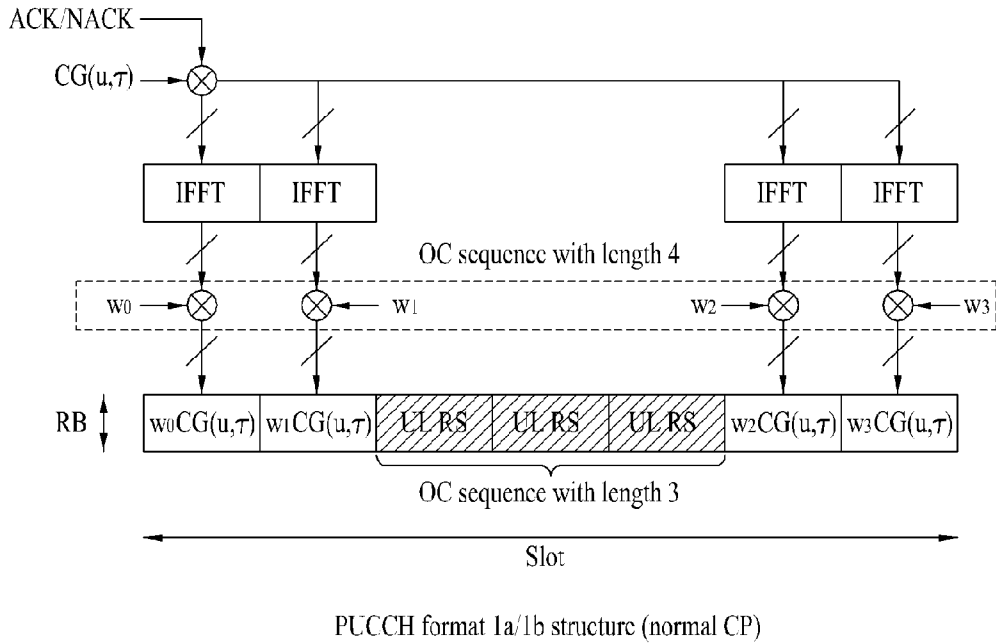 ACK/NACK
CG(u,τ)
IFFT IFFT IFFT IFFT
OC sequence with length 4
w0 w1 w2 w3
RB w0CG(u,τ) w1CG(u,τ) UL RS UL RS UL RS w2CG(u,τ) w3CG(u,τ)
OC sequence with length 3
Slot
PUCCH format 1a/1b structure (normal CP)